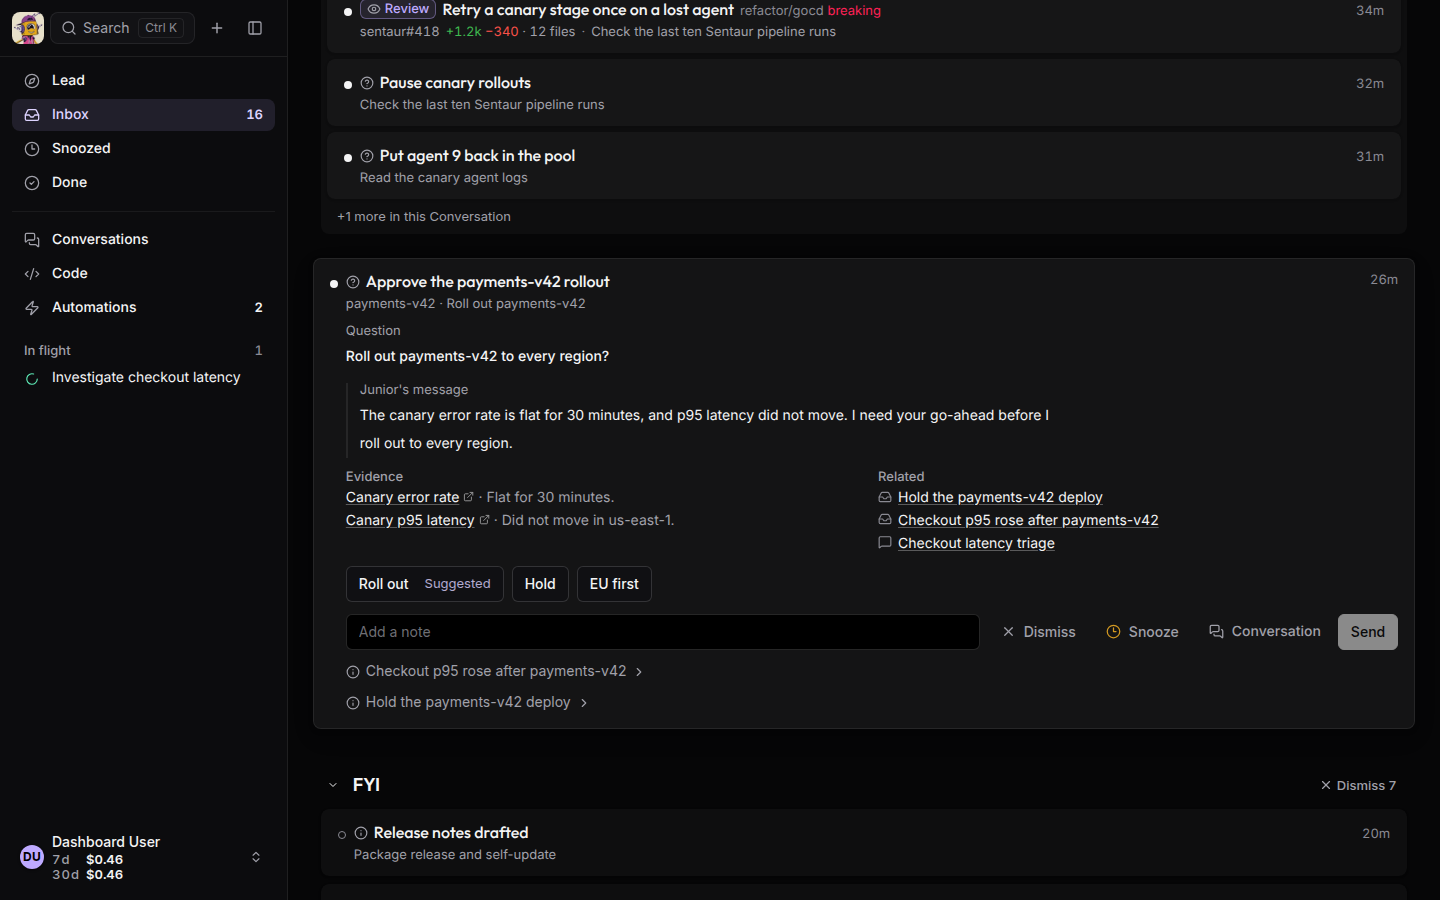 Search Ctrl K
Lead
Inbox 16
Snoozed
Done
Conversations
Code
Automations 2
In flight 1
Investigate checkout latency
DU Dashboard User
7d $0.46
30d $0.46
Review Retry a canary stage once on a lost agent refactor/gocd breaking 34m
sentaur#418 +1.2k −340 · 12 files · Check the last ten Sentaur pipeline runs
Pause canary rollouts 32m
Check the last ten Sentaur pipeline runs
Put agent 9 back in the pool 31m
Read the canary agent logs
+1 more in this Conversation
Approve the payments-v42 rollout 26m
payments-v42 · Roll out payments-v42
Question
Roll out payments-v42 to every region?
Junior's message
The canary error rate is flat for 30 minutes, and p95 latency did not move. I need your go-ahead before I
roll out to every region.
Evidence
Canary error rate · Flat for 30 minutes.
Canary p95 latency · Did not move in us-east-1.
Related
Hold the payments-v42 deploy
Checkout p95 rose after payments-v42
Checkout latency triage
Roll out Suggested Hold EU first
Add a note Dismiss Snooze Conversation Send
Checkout p95 rose after payments-v42
Hold the payments-v42 deploy
FYI Dismiss 7
Release notes drafted 20m
Package release and self-update